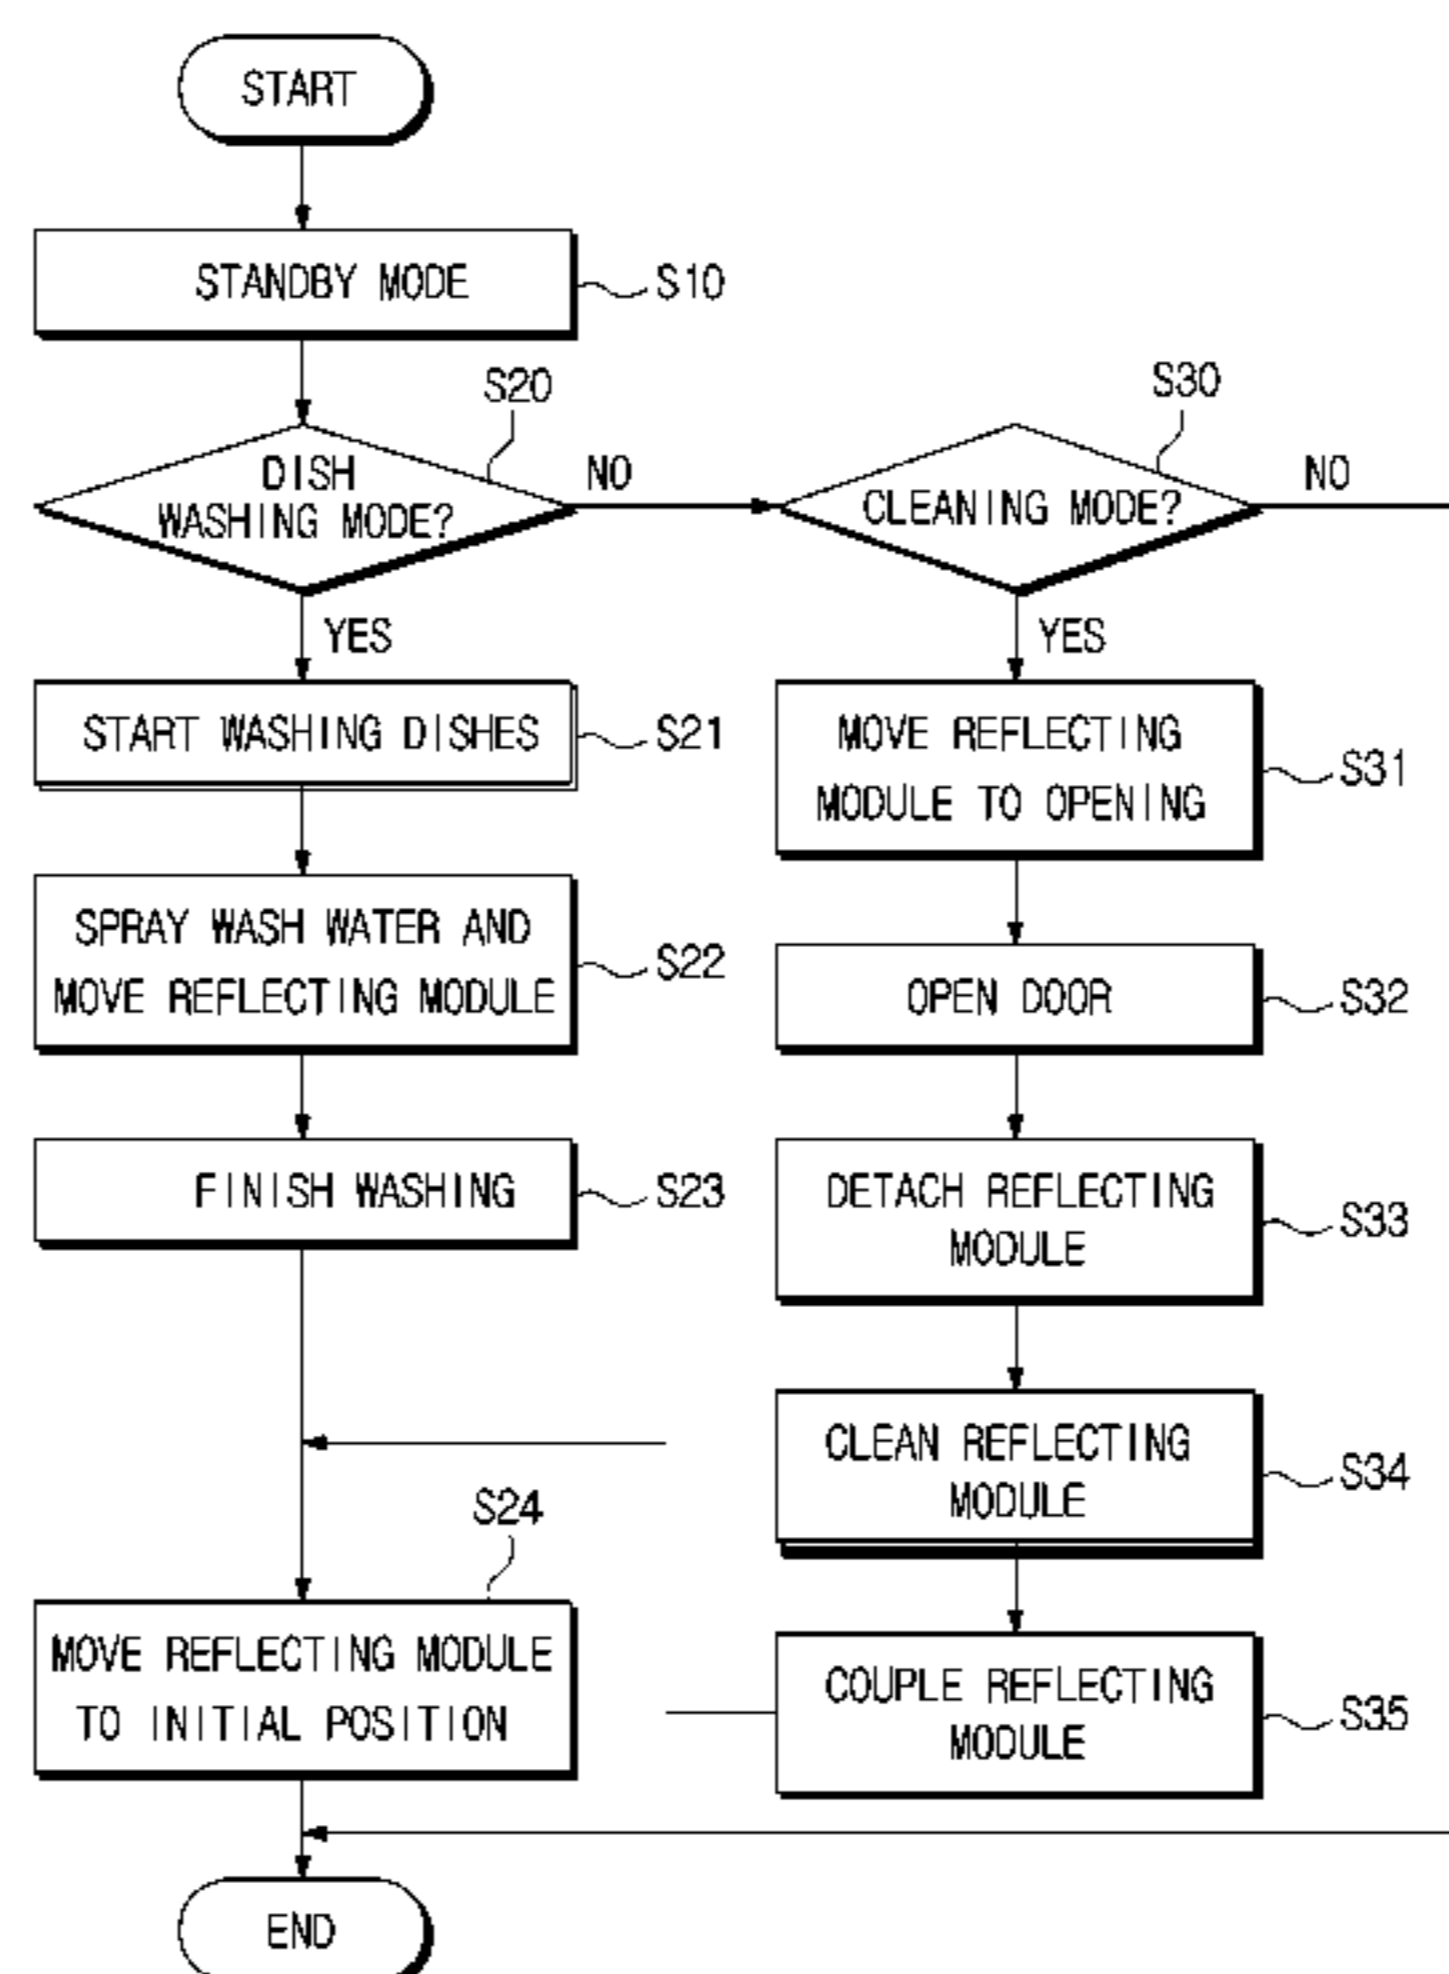 START
STANDBY MODE
S10
S20
DISH
WASHING MODE?
NO
YES
START WASHING DISHES
S21
SPRAY WASH WATER AND
MOVE REFLECTING MODULE
S22
FINISH WASHING
S23
S24
MOVE REFLECTING MODULE
TO INITIAL POSITION
END
S30
CLEANING MODE?
NO
YES
MOVE REFLECTING
MODULE TO OPENING
S31
OPEN DOOR
S32
DETACH REFLECTING
MODULE
S33
CLEAN REFLECTING
MODULE
S34
COUPLE REFLECTING
MODULE
S35